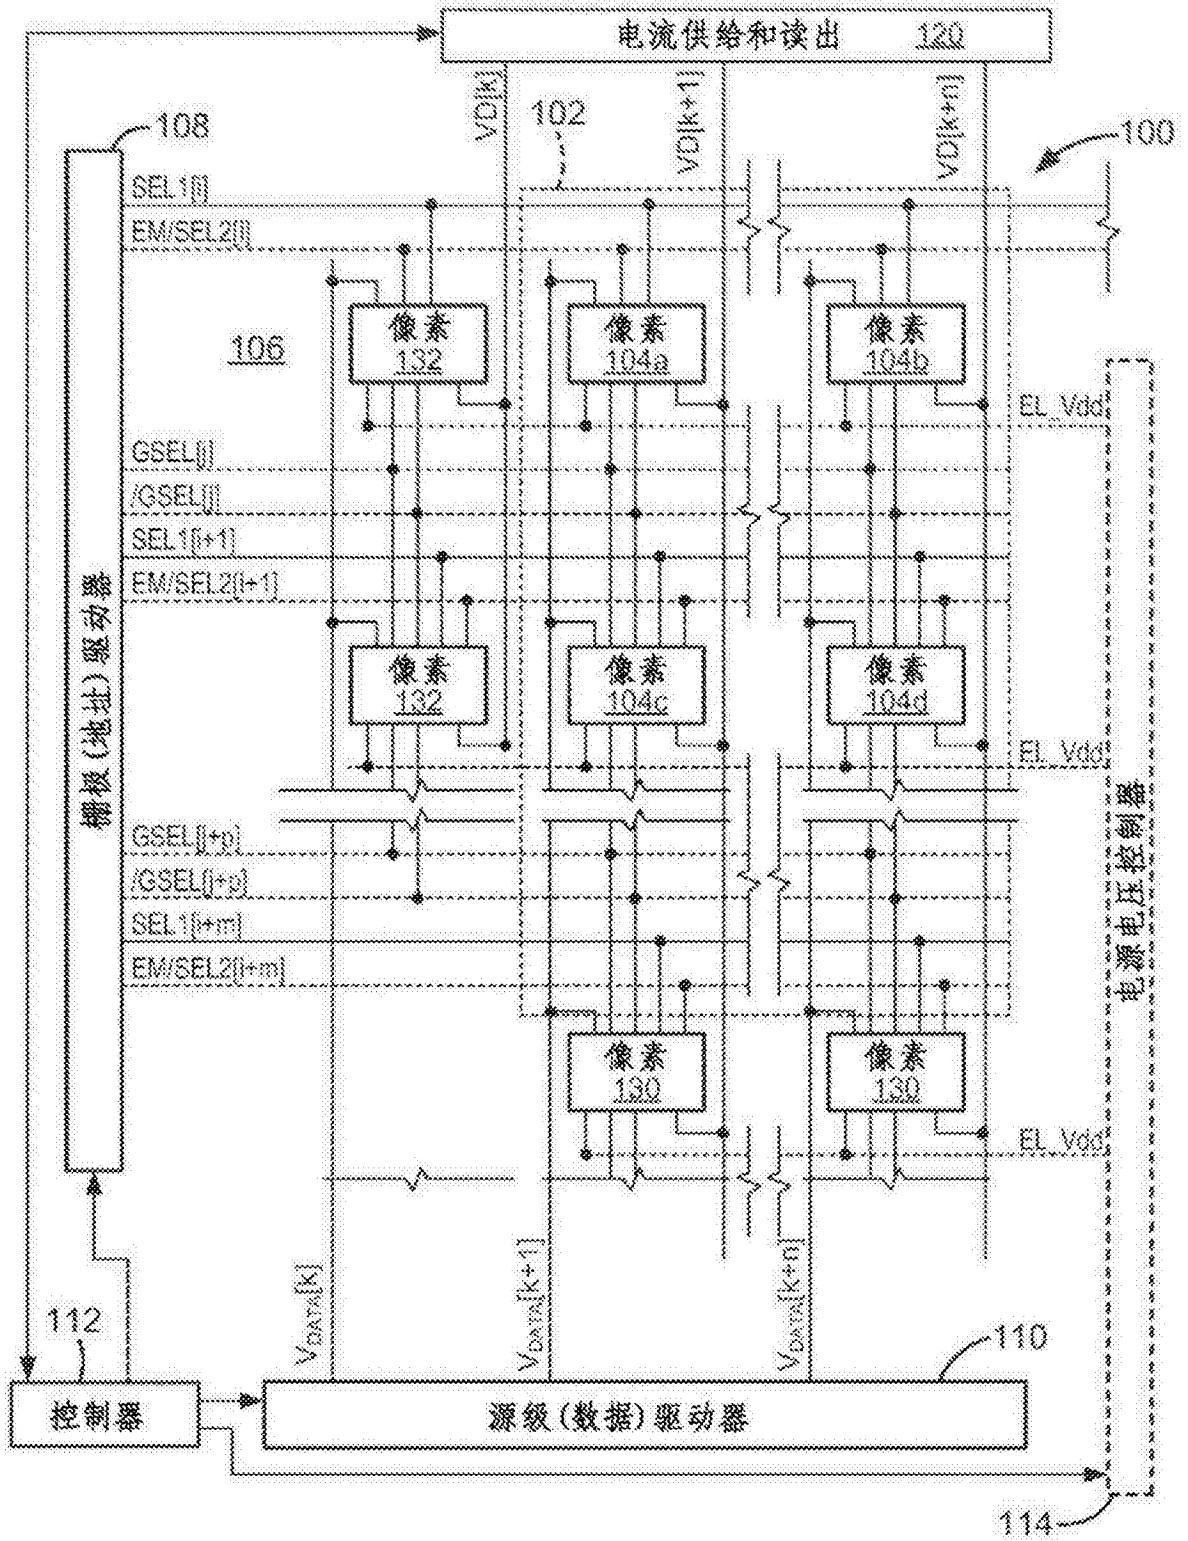 电流供给和读出 120
VD[k]
VD[k+1]
VD[k+n]
102
108
100
SEL1[i]
EM/SEL2[i]
106
像素
132
像素
104a
像素
104b
EL_Vdd
GSEL[j]
/GSEL[j]
SEL1[i+1]
EM/SEL2[i+1]
像素
132
像素
104c
像素
104d
EL_Vdd
栅极(地址)驱动器
电源电压控制器
GSEL[j+p]
/GSEL[j+p]
SEL1[i+m]
EM/SEL2[i+m]
像素
130
像素
130
EL_Vdd
VDATA[k]
VDATA[k+1]
VDATA[k+n]
112
110
控制器
源级(数据)驱动器
114